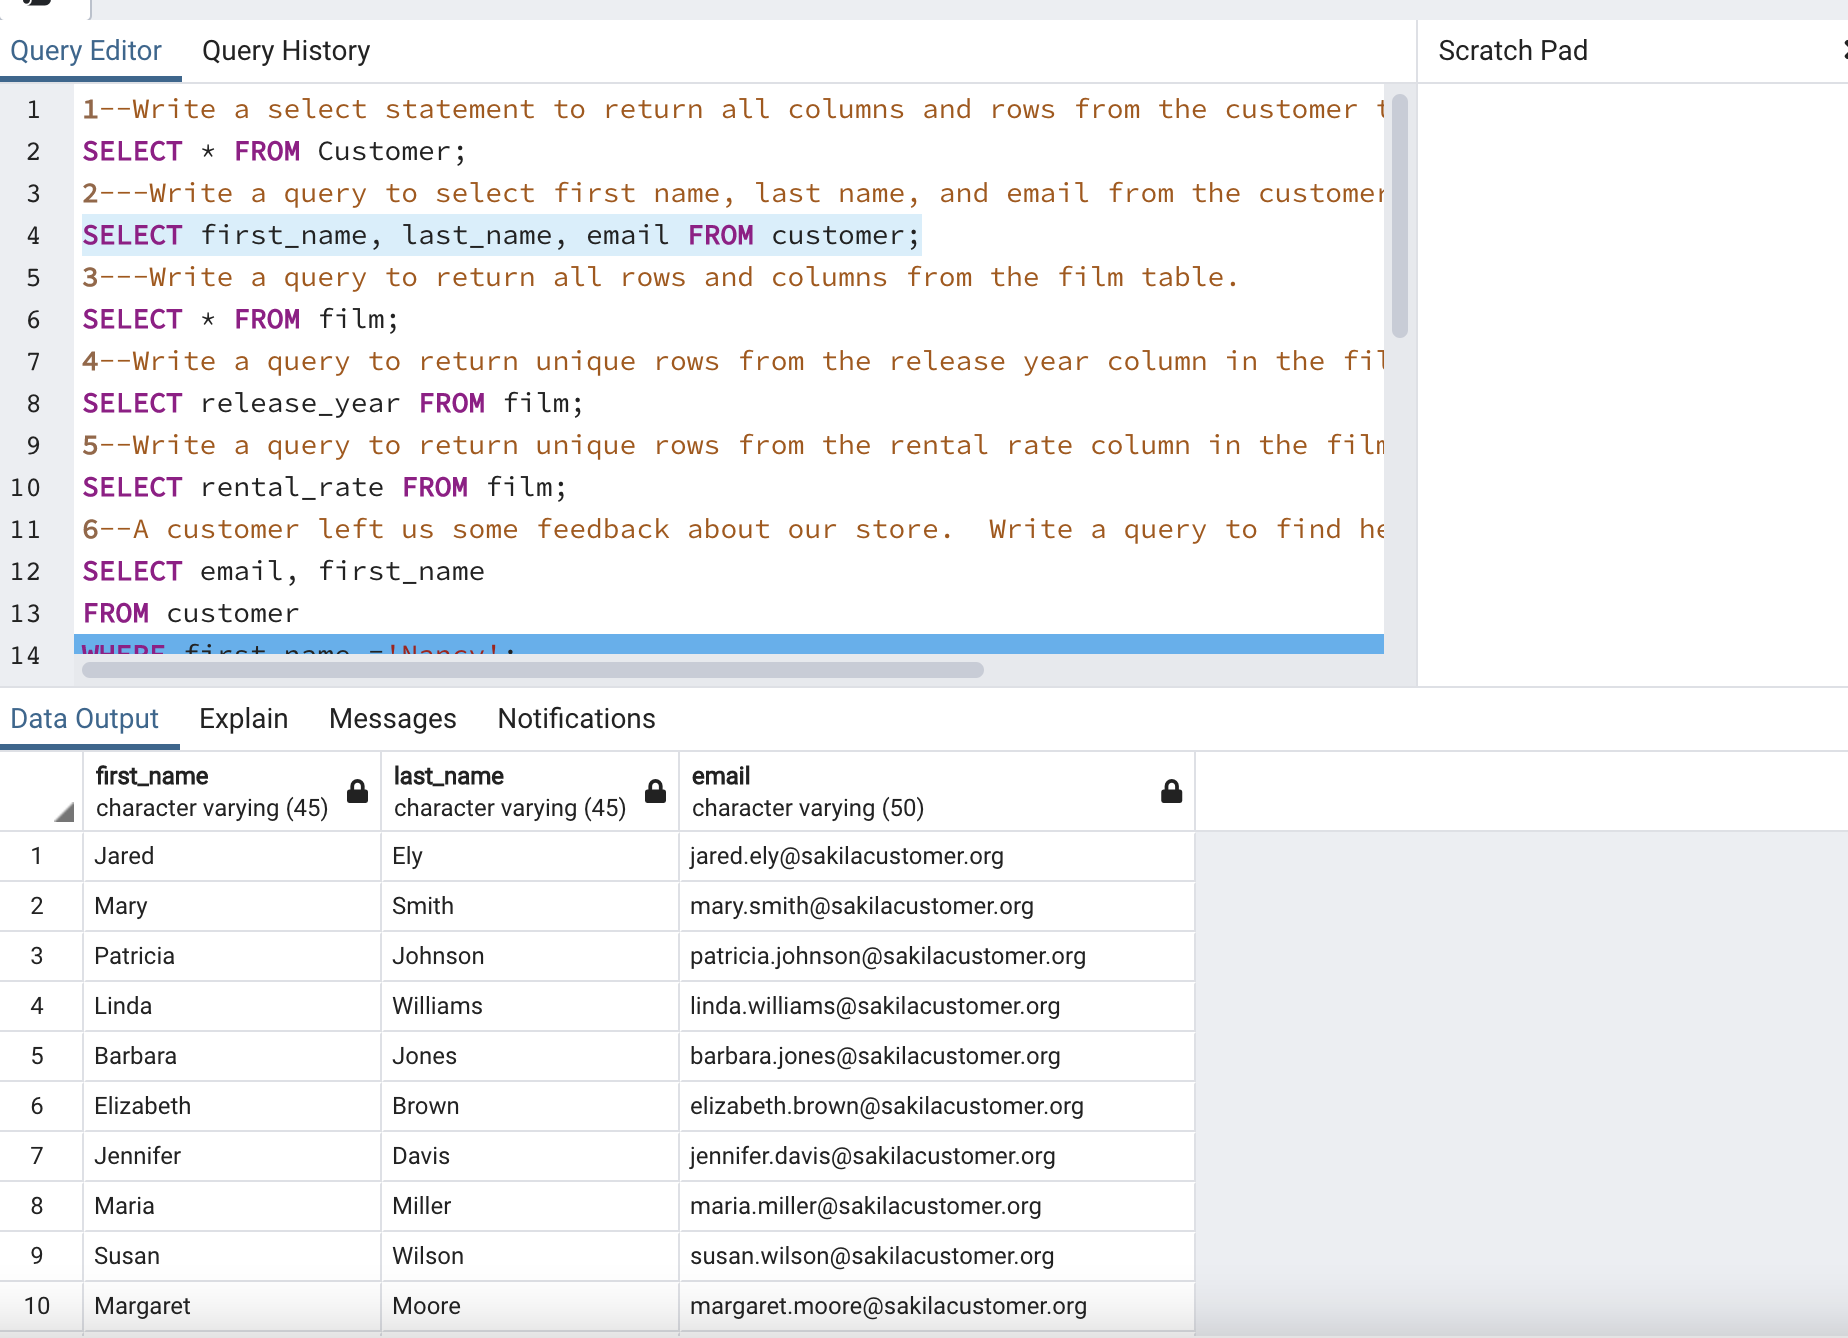 Query Editor Query History Scratch Pad
1 1--Write a select statement to return all columns and rows from the customer
2 SELECT * FROM Customer;
3 2---Write a query to select first name, last name, and email from the customer
4 SELECT first_name, last_name, email FROM customer;
5 3---Write a query to return all rows and columns from the film table.
6 SELECT * FROM film;
7 4--Write a query to return unique rows from the release year column in the fil
8 SELECT release_year FROM film;
9 5--Write a query to return unique rows from the rental rate column in the film
10 SELECT rental_rate FROM film;
11 6--A customer left us some feedback about our store.  Write a query to find he
12 SELECT email, first_name
13 FROM customer
14 WHERE first_name ='Nancy';
Data Output Explain Messages Notifications
first_name last_name email
character varying (45) character varying (45) character varying (50)
1 Jared Ely jared.ely@sakilacustomer.org
2 Mary Smith mary.smith@sakilacustomer.org
3 Patricia Johnson patricia.johnson@sakilacustomer.org
4 Linda Williams linda.williams@sakilacustomer.org
5 Barbara Jones barbara.jones@sakilacustomer.org
6 Elizabeth Brown elizabeth.brown@sakilacustomer.org
7 Jennifer Davis jennifer.davis@sakilacustomer.org
8 Maria Miller maria.miller@sakilacustomer.org
9 Susan Wilson susan.wilson@sakilacustomer.org
10 Margaret Moore margaret.moore@sakilacustomer.org